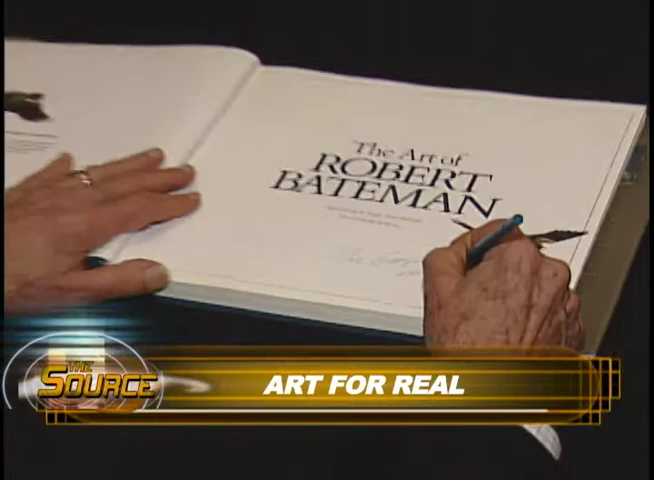 The Art of
ROBERT
BATEMAN
THE
SOURCE
ART FOR REAL